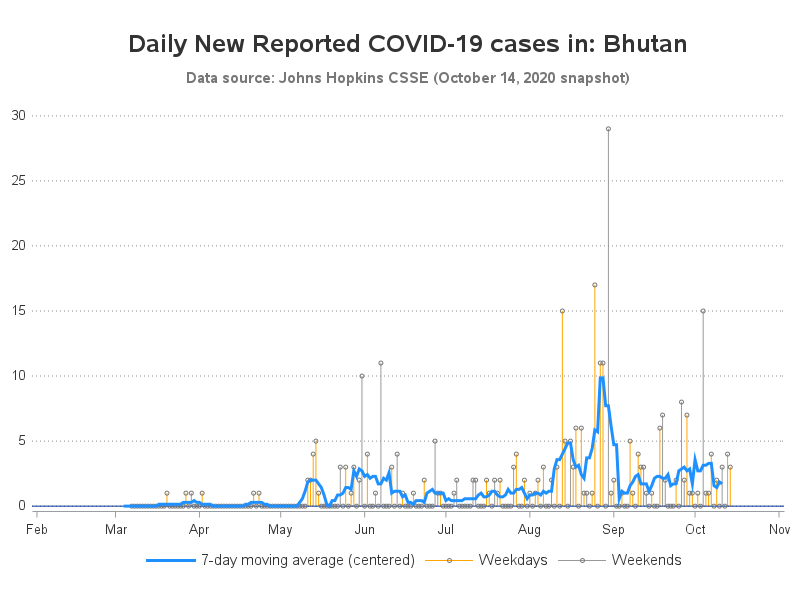 Daily New Reported COVID-19 cases in: Bhutan
Data source: Johns Hopkins CSSE (October 14, 2020 snapshot)
30
25
20
15
10
5
0
Feb Mar Apr May Jun Jul Aug Sep Oct Nov
7-day moving average (centered) Weekdays Weekends